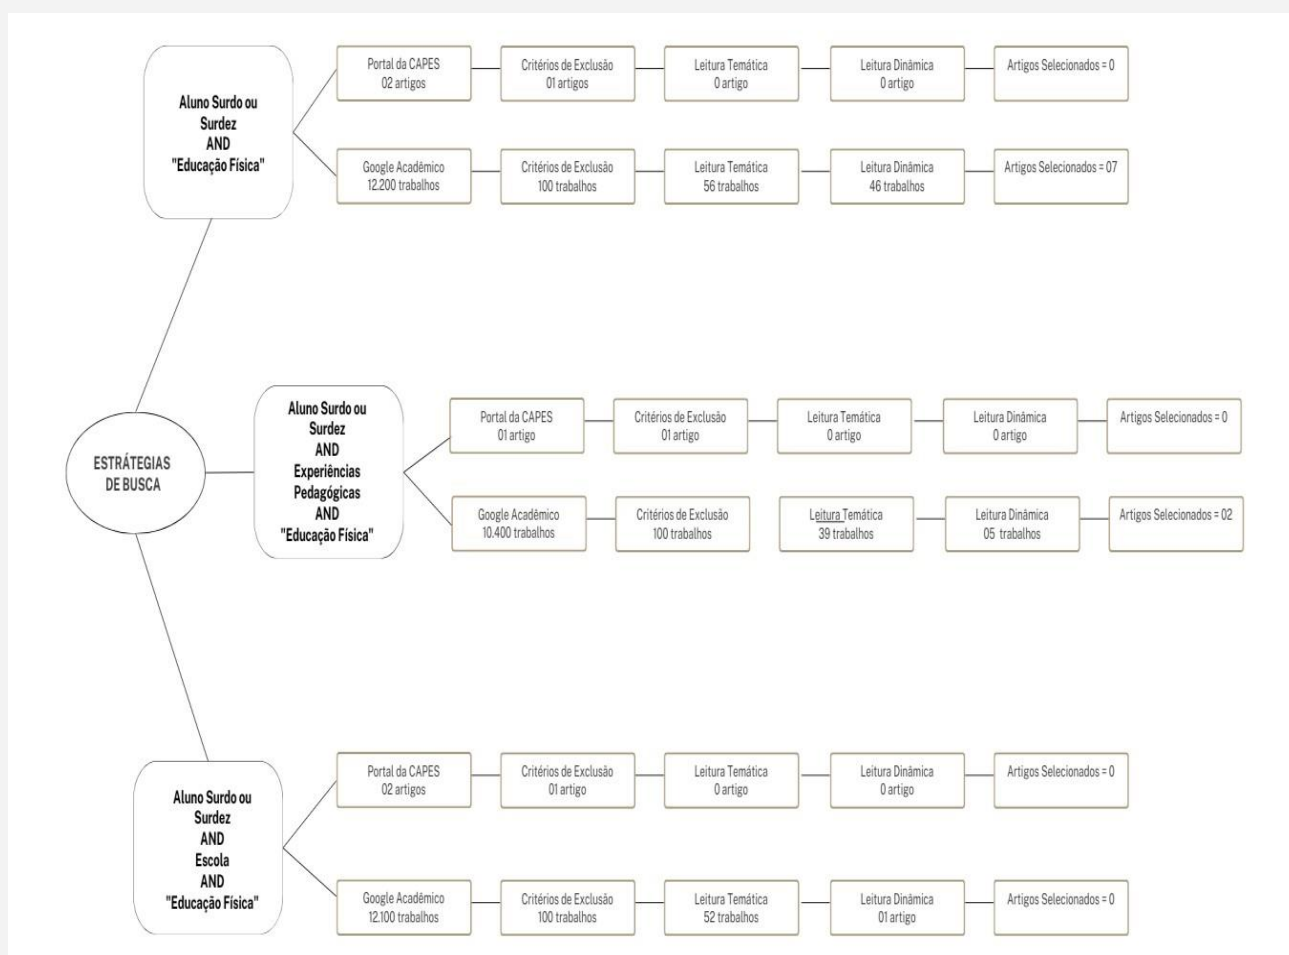 Aluno Surdo ou
Surdez
AND
"Educação Física"
Portal da CAPES
02 artigos
Critérios de Exclusão
01 artigos
Leitura Temática
0 artigo
Leitura Dinâmica
0 artigo
Artigos Selecionados = 0
Google Acadêmico
12.200 trabalhos
Critérios de Exclusão
100 trabalhos
Leitura Temática
56 trabalhos
Leitura Dinâmica
46 trabalhos
Artigos Selecionados = 07
ESTRÁTEGIAS
DE BUSCA
Aluno Surdo ou
Surdez
AND
Experiências
Pedagógicas
AND
"Educação Física"
Portal da CAPES
01 artigo
Critérios de Exclusão
01 artigo
Leitura Temática
0 artigo
Leitura Dinâmica
0 artigo
Artigos Selecionados = 0
Google Acadêmico
10.400 trabalhos
Critérios de Exclusão
100 trabalhos
Leitura Temática
39 trabalhos
Leitura Dinâmica
05 trabalhos
Artigos Selecionados = 02
Aluno Surdo ou
Surdez
AND
Escola
AND
"Educação Física"
Portal da CAPES
02 artigos
Critérios de Exclusão
01 artigo
Leitura Temática
0 artigo
Leitura Dinâmica
0 artigo
Artigos Selecionados = 0
Google Acadêmico
12.100 trabalhos
Critérios de Exclusão
100 trabalhos
Leitura Temática
52 trabalhos
Leitura Dinâmica
01 artigo
Artigos Selecionados = 0